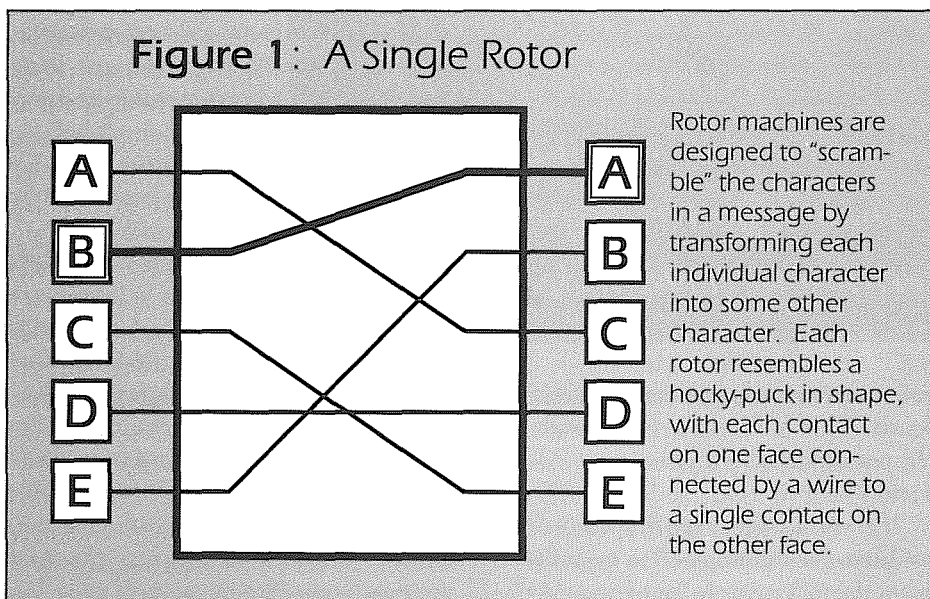 Figure 1: A Single Rotor
A
B
C
D
E
A
B
C
D
E
Rotor machines are
designed to "scram-
ble" the characters
in a message by
transforming each
individual character
into some other
character. Each
rotor resembles a
hocky-puck in shape,
with each contact
on one face con-
nected by a wire to
a single contact on
the other face.